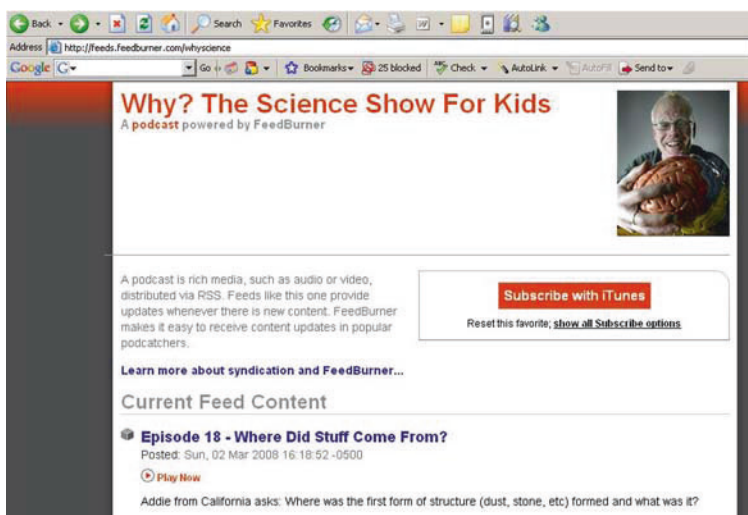 Back Search Favorites
Address http://feeds.feedburner.com/whyscience
Google G Go Bookmarks 25 blocked ABC Check AutoLink AutoFill Send to
Why? The Science Show For Kids
A podcast powered by FeedBurner
A podcast is rich media, such as audio or video,
distributed via RSS. Feeds like this one provide
updates whenever there is new content. FeedBurner
makes it easy to receive content updates in popular
podcatchers.
Learn more about syndication and FeedBurner...
Subscribe with iTunes
Reset this favorite; show all Subscribe options
Current Feed Content
Episode 18 - Where Did Stuff Come From?
Posted: Sun, 02 Mar 2008 16:18:52 -0500
Play Now
Addie from California asks: Where was the first form of structure (dust, stone, etc) formed and what was it?